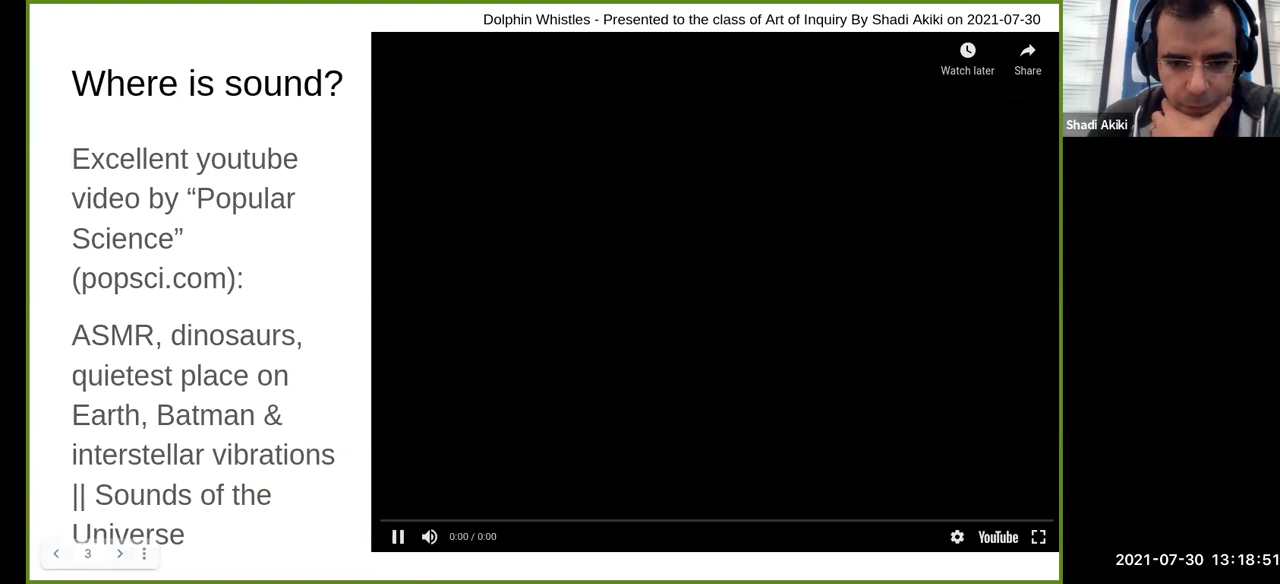 Dolphin Whistles - Presented to the class of Art of Inquiry By Shadi Akiki on 2021-07-30
Where is sound?
Excellent youtube
video by “Popular
Science”
(popsci.com):
ASMR, dinosaurs,
quietest place on
Earth, Batman &
interstellar vibrations
|| Sounds of the
Universe
3
Watch later
Share
0:00 / 0:00
YouTube
Shadi Akiki
2021-07-30 13:18:51